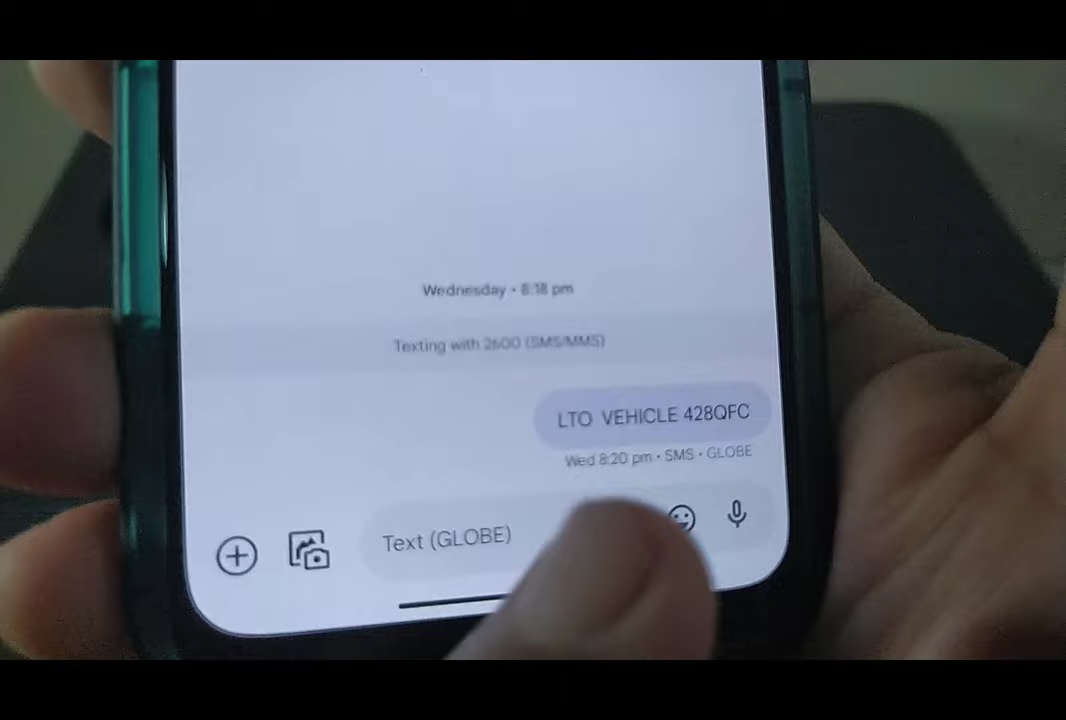 Wednesday • 8:18 pm
Texting with 2600 (SMS/MMS)
LTO VEHICLE 428QFC
Wed 8:20 pm • SMS • GLOBE
Text (GLOBE)